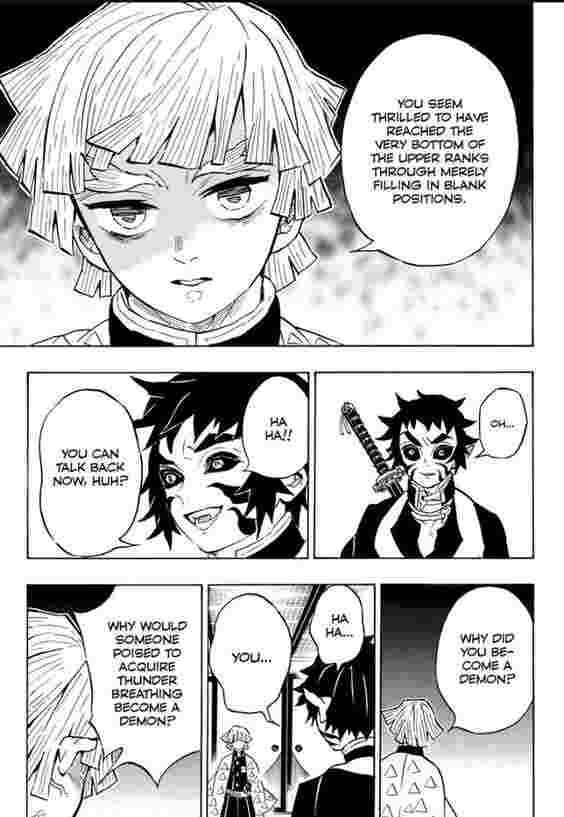 YOU SEEM
THRILLED TO HAVE
REACHED THE
VERY BOTTOM OF
THE UPPER RANKS
THROUGH MERELY
FILLING IN BLANK
POSITIONS.
OH...
HA
HA!!
YOU CAN
TALK BACK
NOW, HUH?
WHY DID
YOU BE-
COME A
DEMON?
HA
HA...
YOU...
WHY WOULD
SOMEONE
POISED TO
ACQUIRE
THUNDER
BREATHING
BECOME A
DEMON?